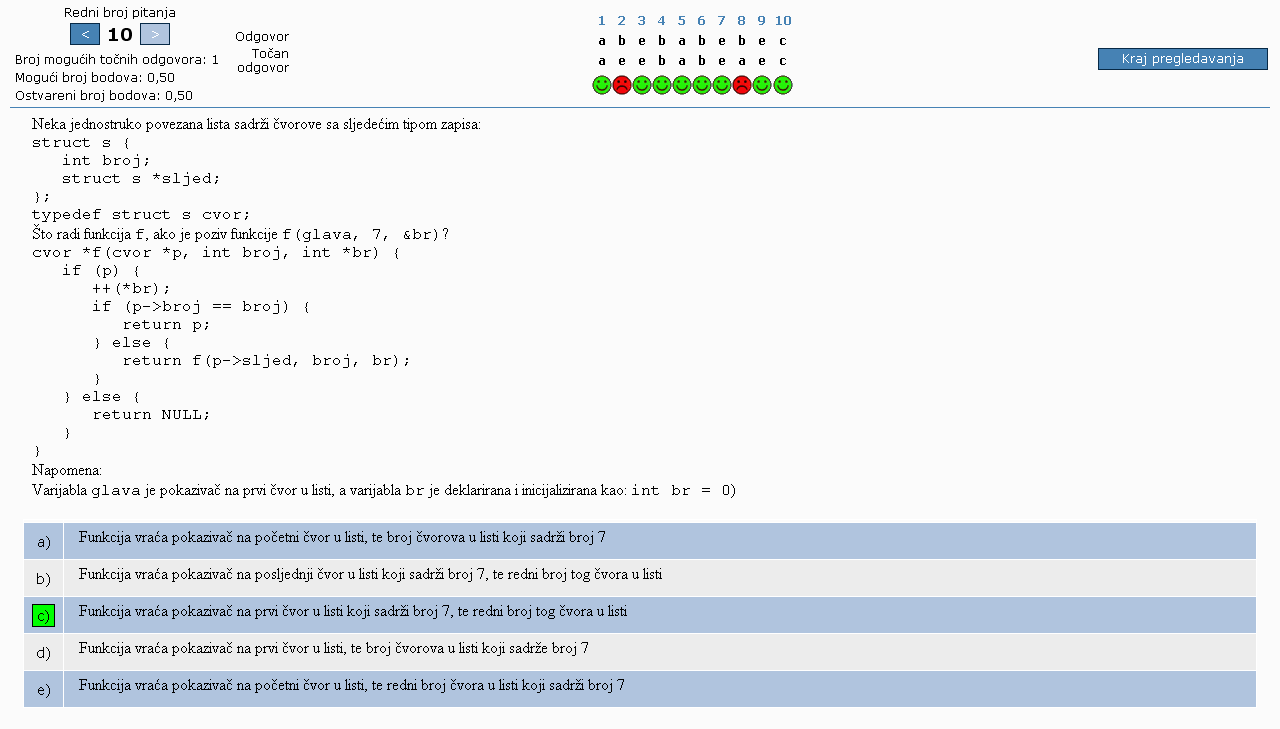 Redni broj pitanja
< 10 >
Broj mogućih točnih odgovora: 1
Mogući broj bodova: 0,50
Ostvareni broj bodova: 0,50
1 2 3 4 5 6 7 8 9 10
Odgovor a b e b a b e b e c
Točan odgovor a e e b a b e a e c
Kraj pregledavanja
Neka jednostruko povezana lista sadrži čvorove sa sljedećim tipom zapisa:
struct s {
   int broj;
   struct s *sljed;
};
typedef struct s cvor;
Što radi funkcija f, ako je poziv funkcije f(glava, 7, &br)?
cvor *f(cvor *p, int broj, int *br) {
   if (p) {
      ++(*br);
      if (p->broj == broj) {
         return p;
      } else {
         return f(p->sljed, broj, br);
      }
   } else {
      return NULL;
   }
}
Napomena:
Varijabla glava je pokazivač na prvi čvor u listi, a varijabla br je deklarirana i inicijalizirana kao: int br = 0)
a) Funkcija vraća pokazivač na početni čvor u listi, te broj čvorova u listi koji sadrži broj 7
b) Funkcija vraća pokazivač na posljednji čvor u listi koji sadrži broj 7, te redni broj tog čvora u listi
c) Funkcija vraća pokazivač na prvi čvor u listi koji sadrži broj 7, te redni broj tog čvora u listi
d) Funkcija vraća pokazivač na prvi čvor u listi, te broj čvorova u listi koji sadrže broj 7
e) Funkcija vraća pokazivač na početni čvor u listi, te redni broj čvora u listi koji sadrži broj 7